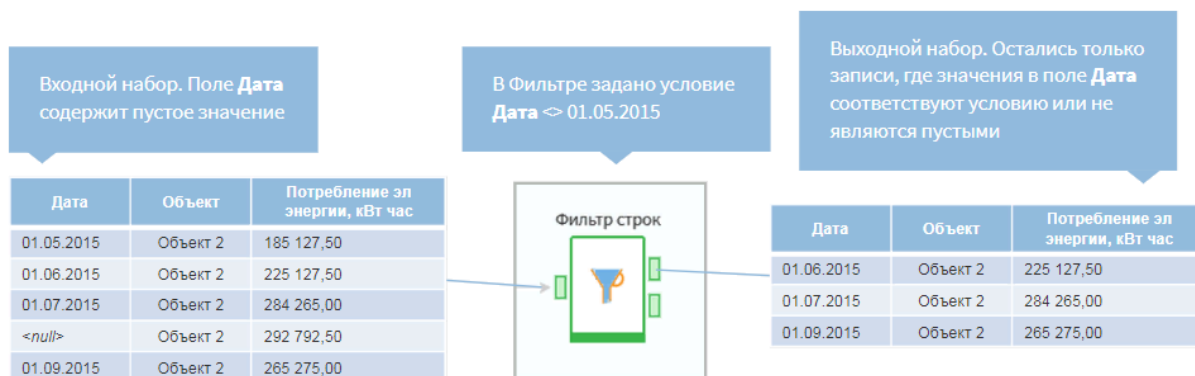 Входной набор. Поле Дата
содержит пустое значение
В Фильтре задано условие
Дата <> 01.05.2015
Выходной набор. Остались только
записи, где значения в поле Дата
соответствуют условию или не
являются пустыми
Дата Объект Потребление эл
энергии, кВт час
01.05.2015 Объект 2 185 127,50
01.06.2015 Объект 2 225 127,50
01.07.2015 Объект 2 284 265,00
<null> Объект 2 292 792,50
01.09.2015 Объект 2 265 275,00
Фильтр строк
Дата Объект Потребление эл
энергии, кВт час
01.06.2015 Объект 2 225 127,50
01.07.2015 Объект 2 284 265,00
01.09.2015 Объект 2 265 275,00